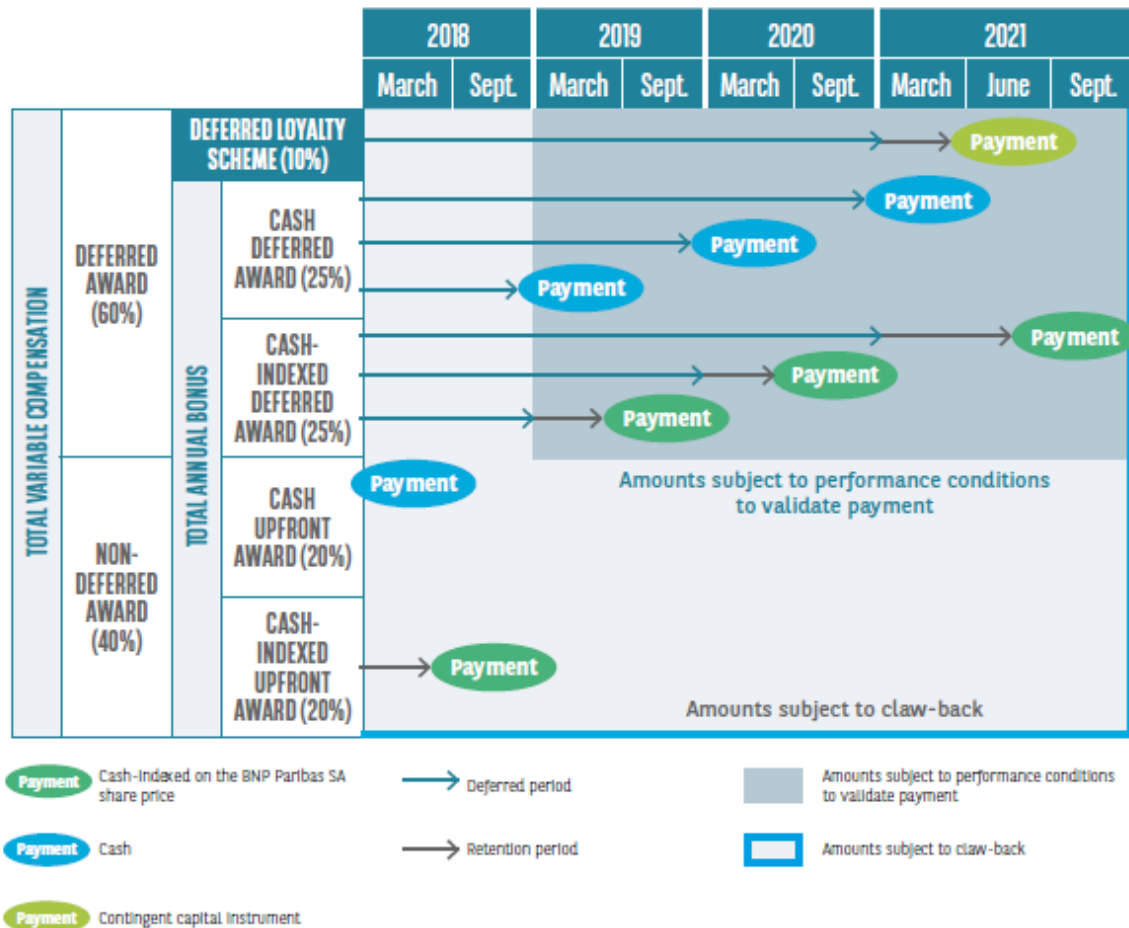 2018 2019 2020 2021
March Sept. March Sept. March Sept. March June Sept.
TOTAL VARIABLE COMPENSATION
DEFERRED
AWARD
(60%)
NON-
DEFERRED
AWARD
(40%)
TOTAL ANNUAL BONUS
DEFERRED LOYALTY
SCHEME (10%)
Payment
CASH
DEFERRED
AWARD (25%)
Payment
Payment
Payment
CASH-
INDEXED
DEFERRED
AWARD (25%)
Payment
Payment
Payment
CASH
UPFRONT
AWARD (20%)
Payment
Amounts subject to performance conditions
to validate payment
CASH-
INDEXED
UPFRONT
AWARD (20%)
Payment
Amounts subject to claw-back
Payment Cash-Indexed on the BNP Paribas SA
share price
Deferred period
Amounts subject to performance conditions
to validate payment
Payment Cash
Retention period
Amounts subject to claw-back
Payment Contingent capital instrument